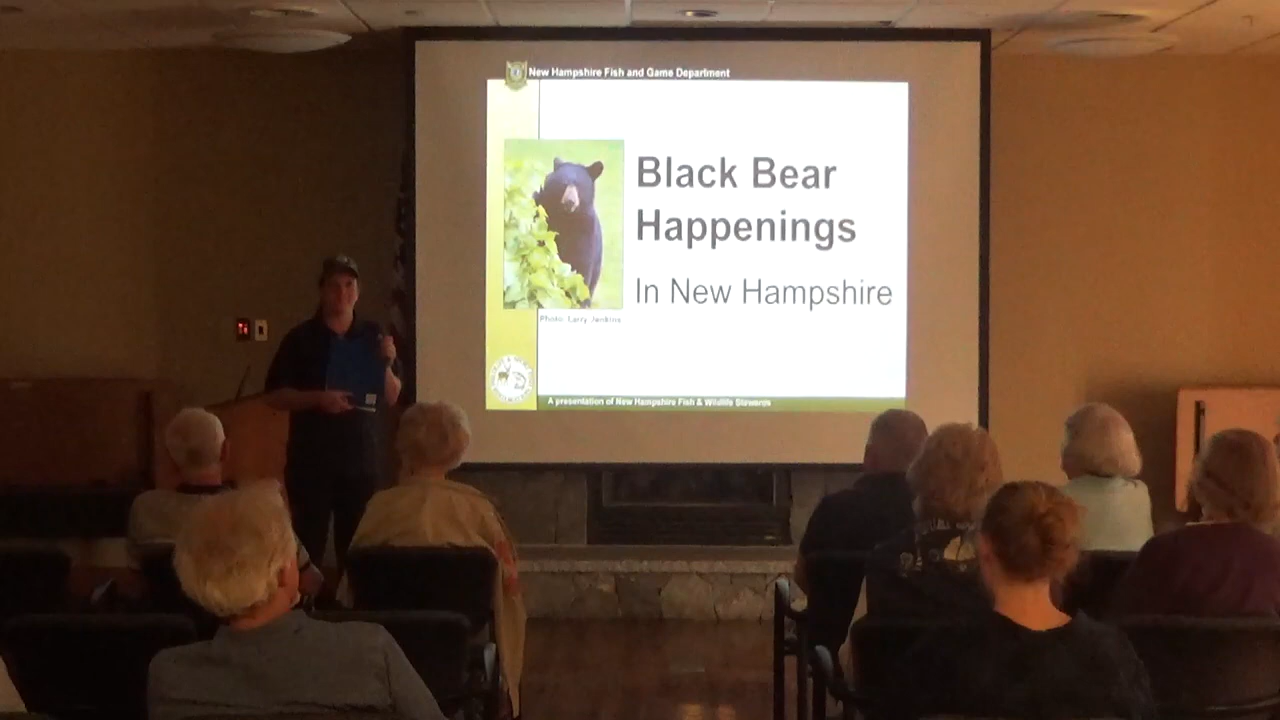 New Hampshire Fish and Game Department
Black Bear
Happenings
In New Hampshire
Photo: Larry Jenkins
A presentation of New Hampshire Fish & Wildlife Stewards